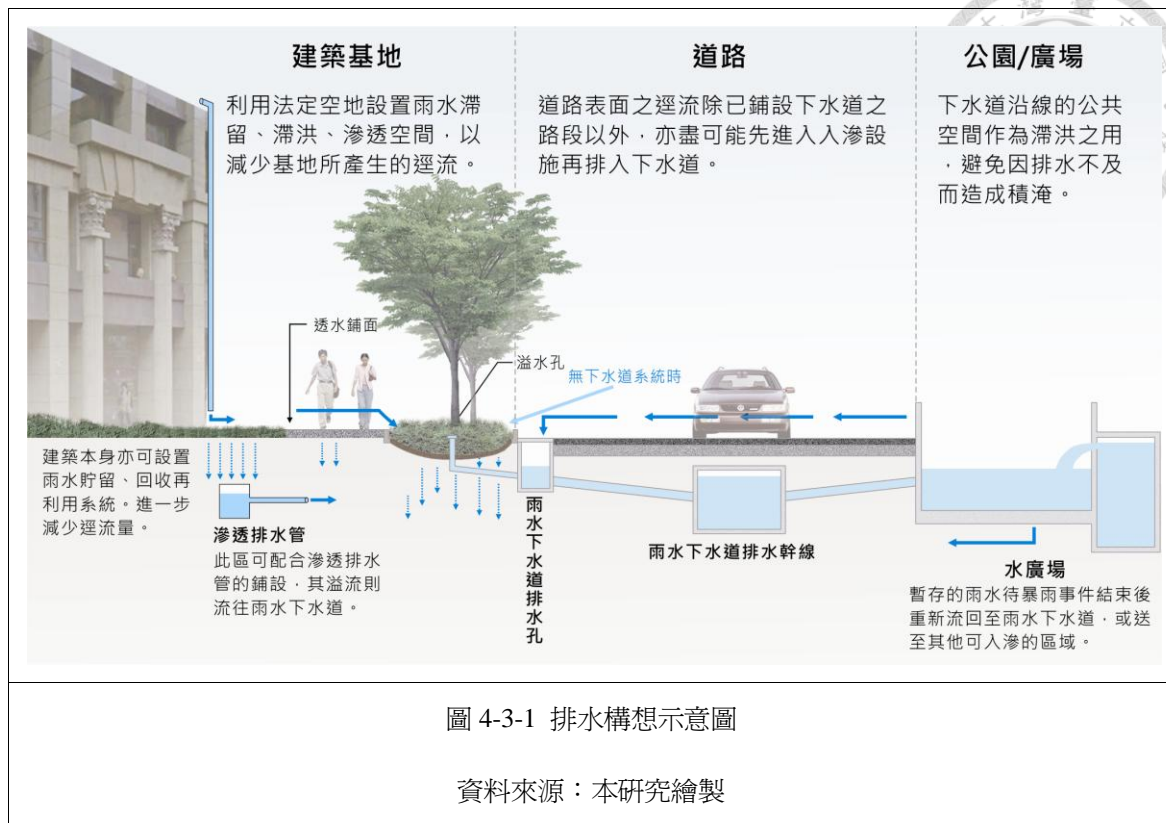 建築基地
利用法定空地設置雨水滯
留、滯洪、滲透空間，以
減少基地所產生的逕流。
道路
道路表面之逕流除已鋪設下水道之
路段以外，亦盡可能先進入入滲設
施再排入下水道。
公園/廣場
下水道沿線的公共
空間作為滯洪之用
，避免因排水不及
而造成積淹。
透水鋪面
溢水孔
無下水道系統時
建築本身亦可設置
雨水貯留、回收再
利用系統。進一步
減少逕流量。
滲透排水管
此區可配合滲透排水
管的鋪設，其溢流則
流往雨水下水道。
雨水下水道排水孔
雨水下水道排水幹線
水廣場
暫存的雨水待暴雨事件結束後
重新流回至雨水下水道，或送
至其他可入滲的區域。
圖 4-3-1 排水構想示意圖
資料來源：本研究繪製